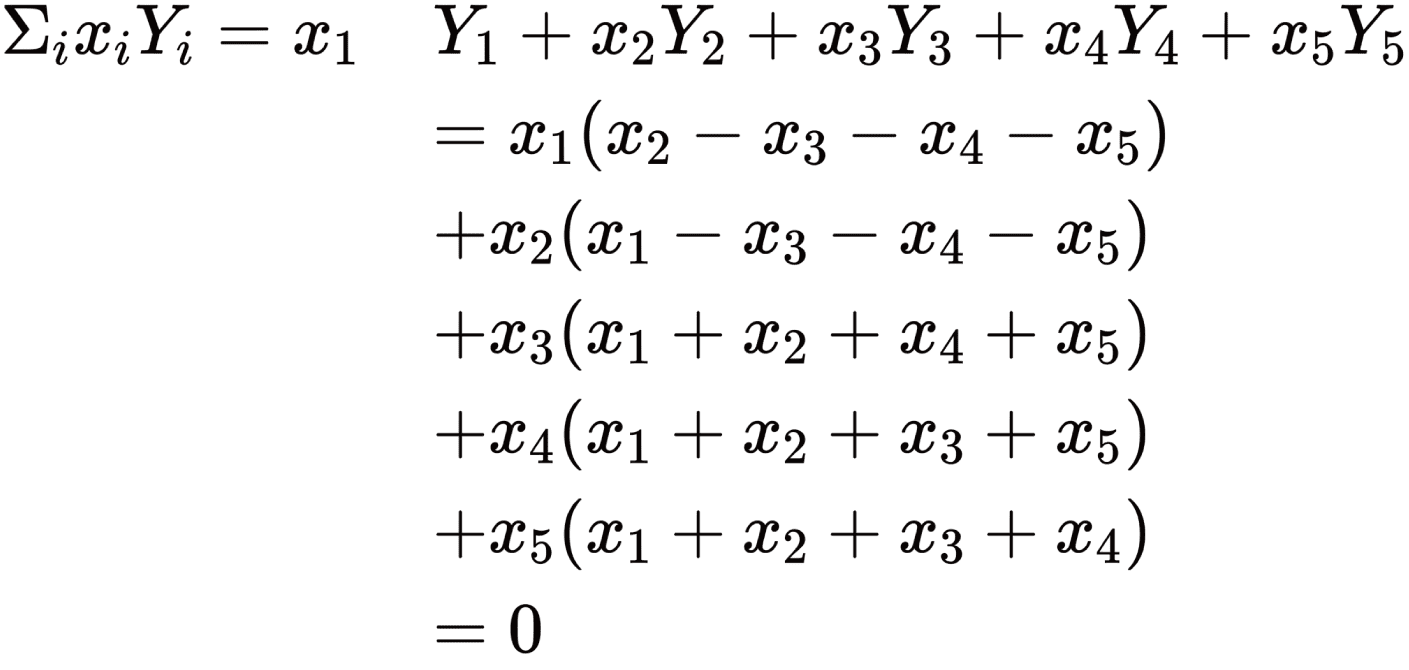 ΣᵢxᵢYᵢ = x₁ Y₁ + x₂Y₂ + x₃Y₃ + x₄Y₄ + x₅Y₅
= x₁(x₂ − x₃ − x₄ − x₅)
+x₂(x₁ − x₃ − x₄ − x₅)
+x₃(x₁ + x₂ + x₄ + x₅)
+x₄(x₁ + x₂ + x₃ + x₅)
+x₅(x₁ + x₂ + x₃ + x₄)
= 0